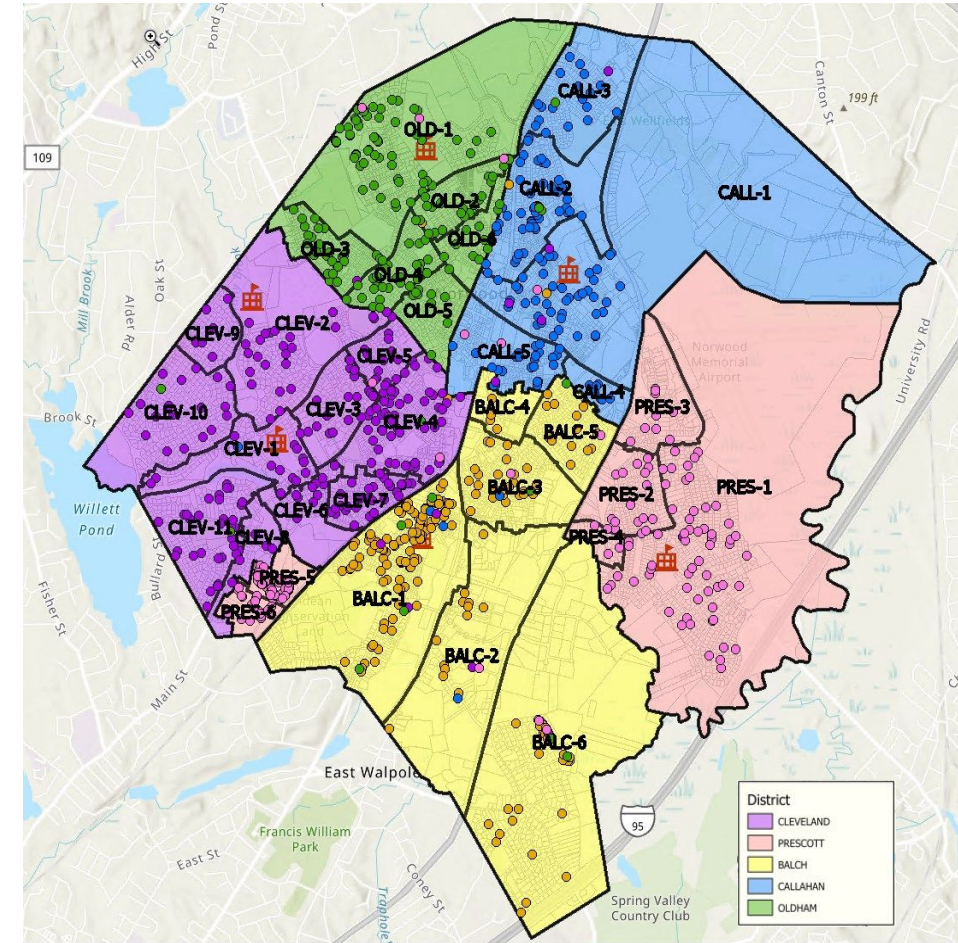 High St
Pond St
Canton St
199 ft
109
CALL-3
East Wellfields
OLD-1
CALL-2
CALL-1
OLD-2
OLD-3
OLD-4
OLD-5
Mill Brook
Oak St
Alder Rd
CLEV-9
CLEV-2
CALL-5
CALL-4
CLEV-5
Norwood
Memorial
Airport
University Rd
Brook St
CLEV-10
CLEV-3
CLEV-4
BALC-4
BALC-5
PRES-3
CLEV-1
BALC-3
PRES-2
PRES-1
Willett
Pond
CLEV-6
CLEV-7
CLEV-11
CLEV-8
PRES-4
Bullard St
PRES-5
PRES-6
BALC-1
Fisher St
BALC-2
Main St
BALC-6
East Walpole
Francis William
Park
East St
Coney St
Traphole
95
Spring Valley
Country Club
District
CLEVELAND
PRESCOTT
BALCH
CALLAHAN
OLDHAM